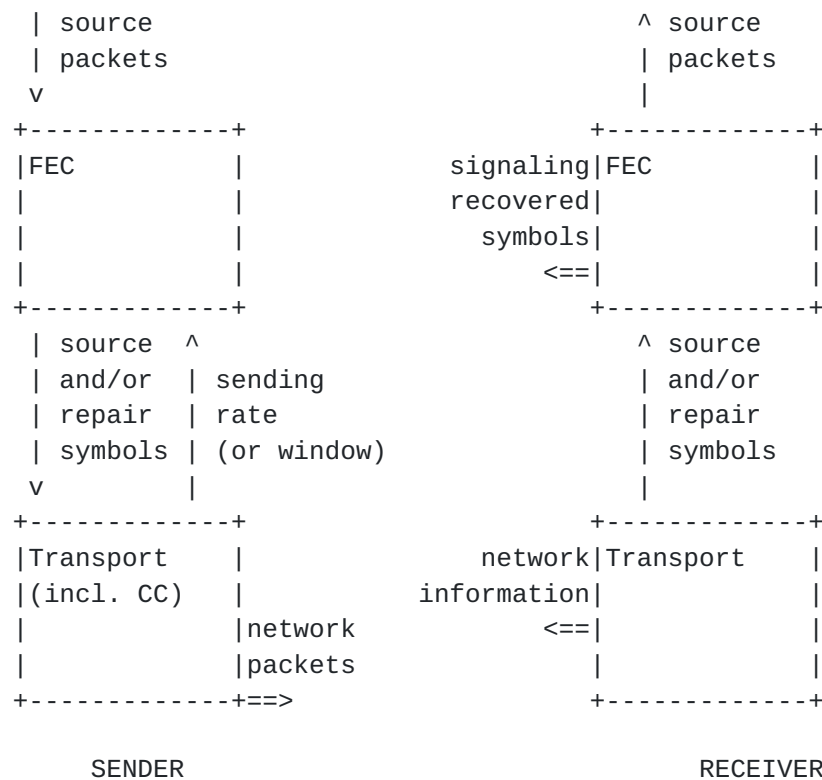 | source                               ^ source
 | packets                              | packets
 v                                      |
+-------------+                      +-------------+
|FEC          |             signaling|FEC          |
|             |             recovered|             |
|             |               symbols|             |
|             |                   <==|             |
+-------------+                      +-------------+
 | source  ^                            ^ source
 | and/or  | sending                    | and/or
 | repair  | rate                       | repair
 | symbols | (or window)                | symbols
 v         |                            |
+-------------+                      +-------------+
|Transport    |               network|Transport    |
|(incl. CC)   |           information|             |
|             |network            <==|             |
|             |packets               |             |
+-------------+==>                   +-------------+

     SENDER                                 RECEIVER